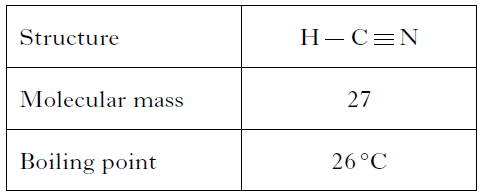 Structure H—C≡N
Molecular mass 27
Boiling point 26 °C